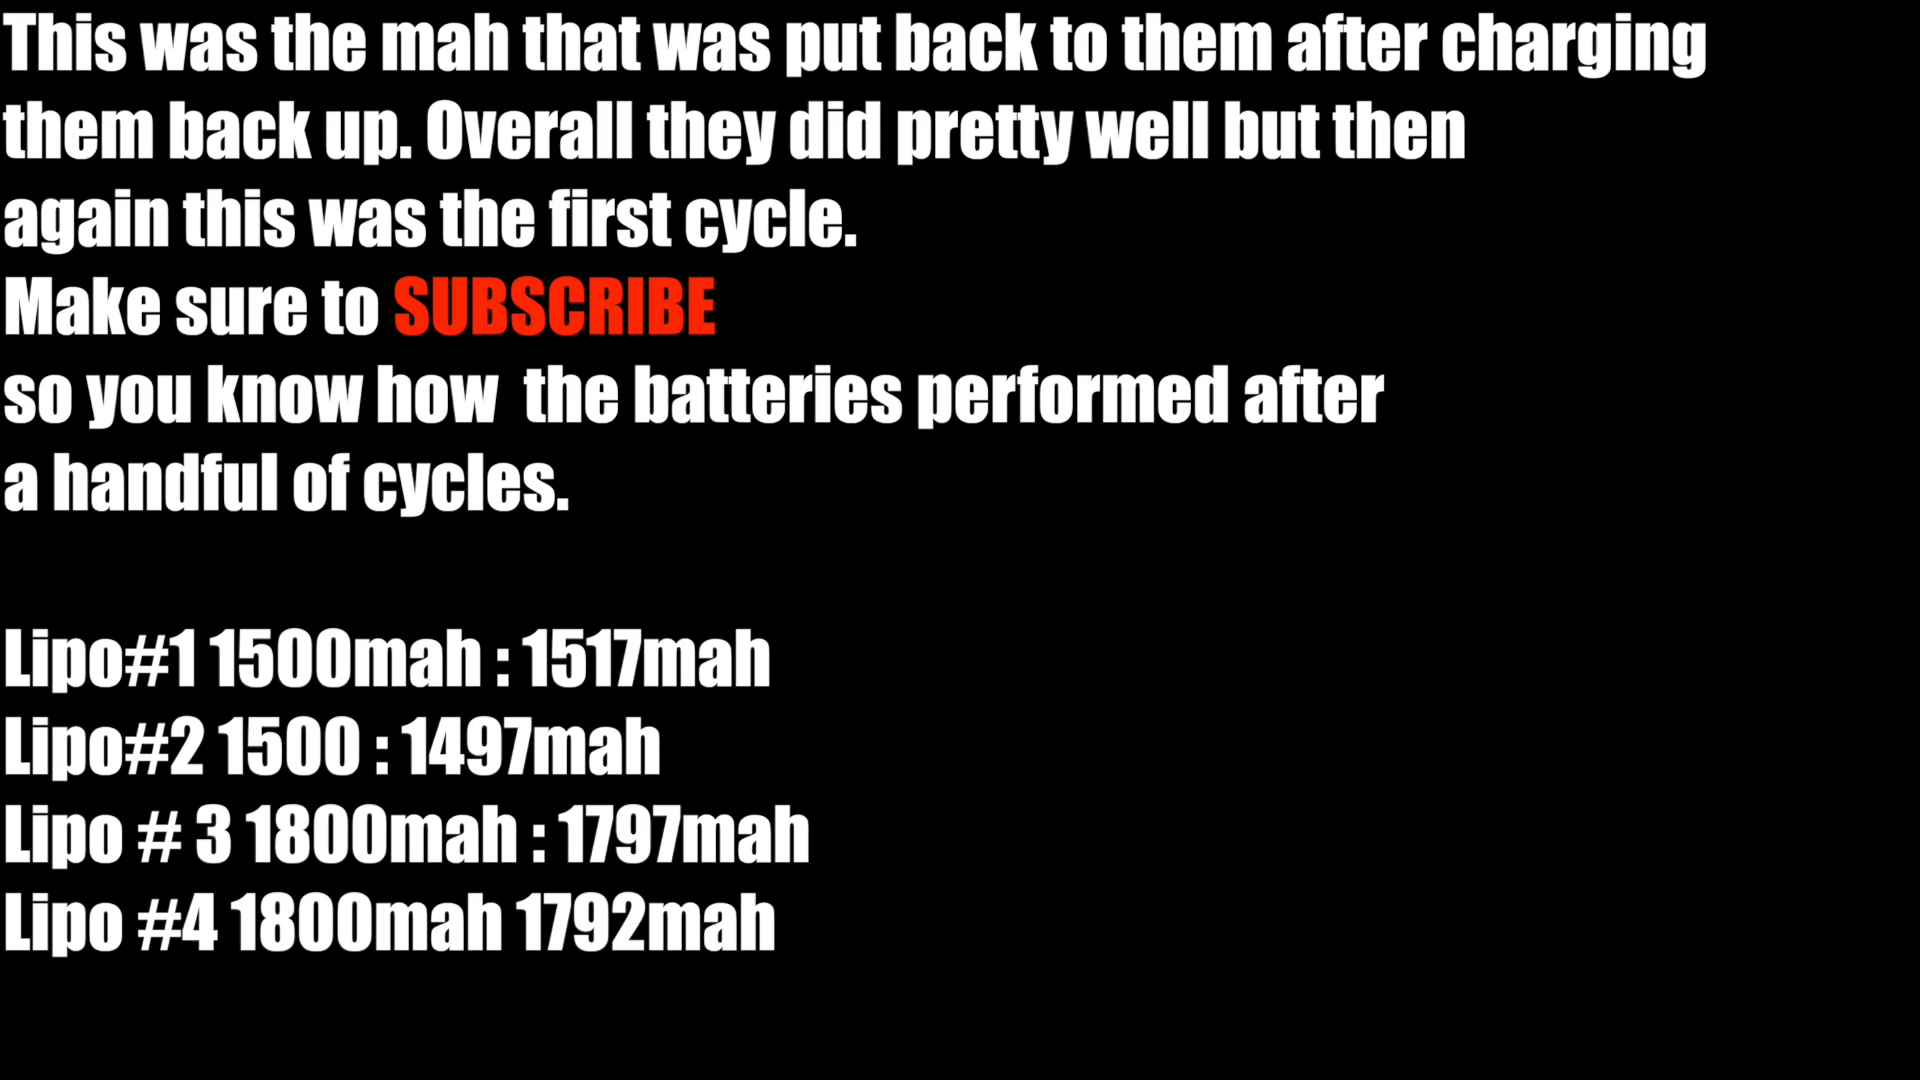 This was the mah that was put back to them after charging
them back up. Overall they did pretty well but then
again this was the first cycle.
Make sure to SUBSCRIBE
so you know how  the batteries performed after
a handful of cycles.
Lipo#1 1500mah : 1517mah
Lipo#2 1500 : 1497mah
Lipo # 3 1800mah : 1797mah
Lipo #4 1800mah 1792mah